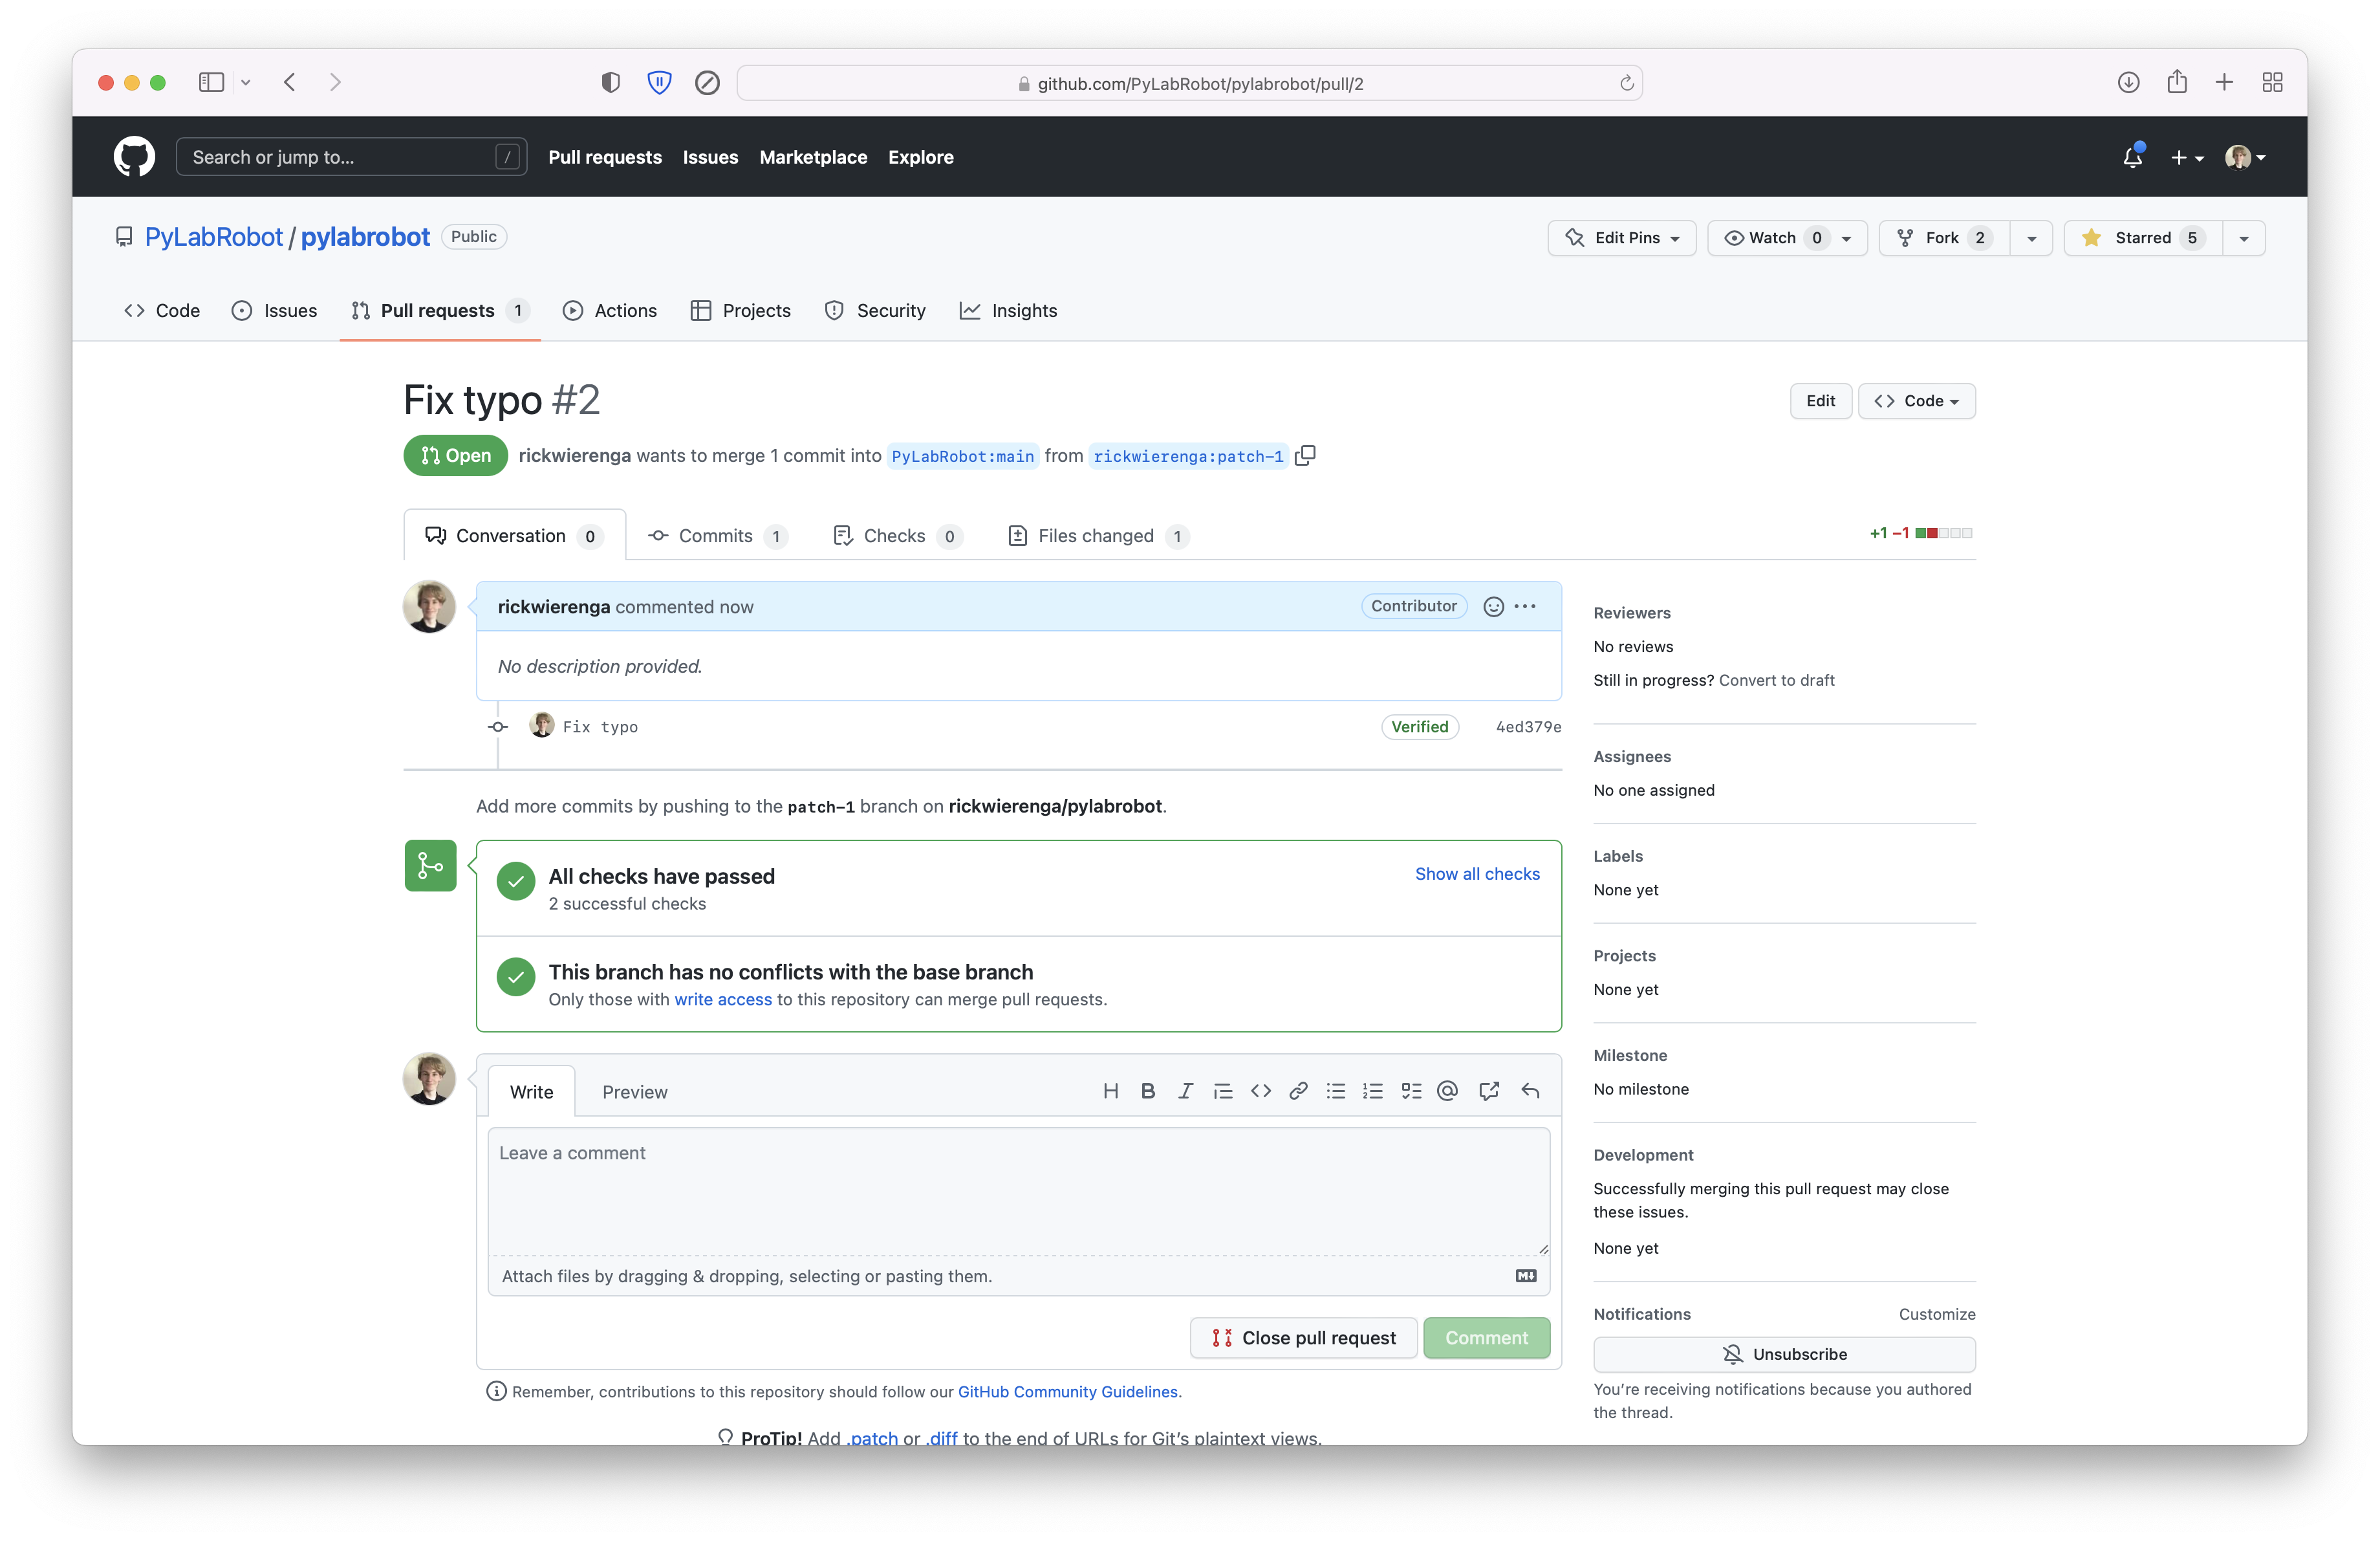 github.com/PyLabRobot/pylabrobot/pull/2
Search or jump to... /
Pull requests Issues Marketplace Explore
PyLabRobot / pylabrobot Public
Edit Pins Watch 0 Fork 2 Starred 5
Code Issues Pull requests 1 Actions Projects Security Insights
Fix typo #2
Edit Code
Open rickwierenga wants to merge 1 commit into PyLabRobot:main from rickwierenga:patch-1
Conversation 0 Commits 1 Checks 0 Files changed 1
+1 −1
rickwierenga commented now Contributor
No description provided.
Fix typo Verified 4ed379e
Add more commits by pushing to the patch-1 branch on rickwierenga/pylabrobot.
All checks have passed
2 successful checks
Show all checks
This branch has no conflicts with the base branch
Only those with write access to this repository can merge pull requests.
Write Preview
H B I
Leave a comment
Attach files by dragging & dropping, selecting or pasting them.
Close pull request Comment
Remember, contributions to this repository should follow our GitHub Community Guidelines.
ProTip! Add .patch or .diff to the end of URLs for Git's plaintext views.
Reviewers
No reviews
Still in progress? Convert to draft
Assignees
No one assigned
Labels
None yet
Projects
None yet
Milestone
No milestone
Development
Successfully merging this pull request may close
these issues.
None yet
Notifications Customize
Unsubscribe
You're receiving notifications because you authored
the thread.